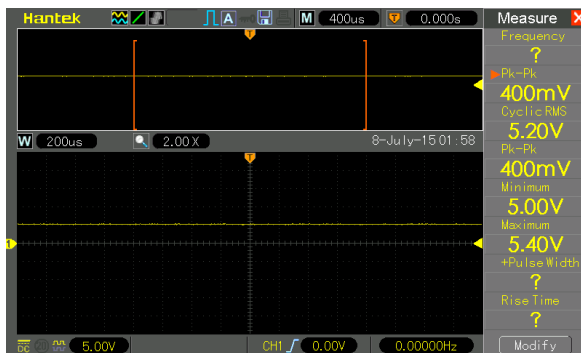 Hantek A M 400us T 0.000s Measure X
Frequency
?
Pk-Pk
400mV
Cyclic RMS
5.20V
Pk-Pk
400mV
Minimum
5.00V
Maximum
5.40V
+Pulse Width
?
Rise Time
?
Modify
T
W 200us 2.00X 8-July-15 01:58
T
1
DC 5.00V CH1 0.00V 0.00000Hz